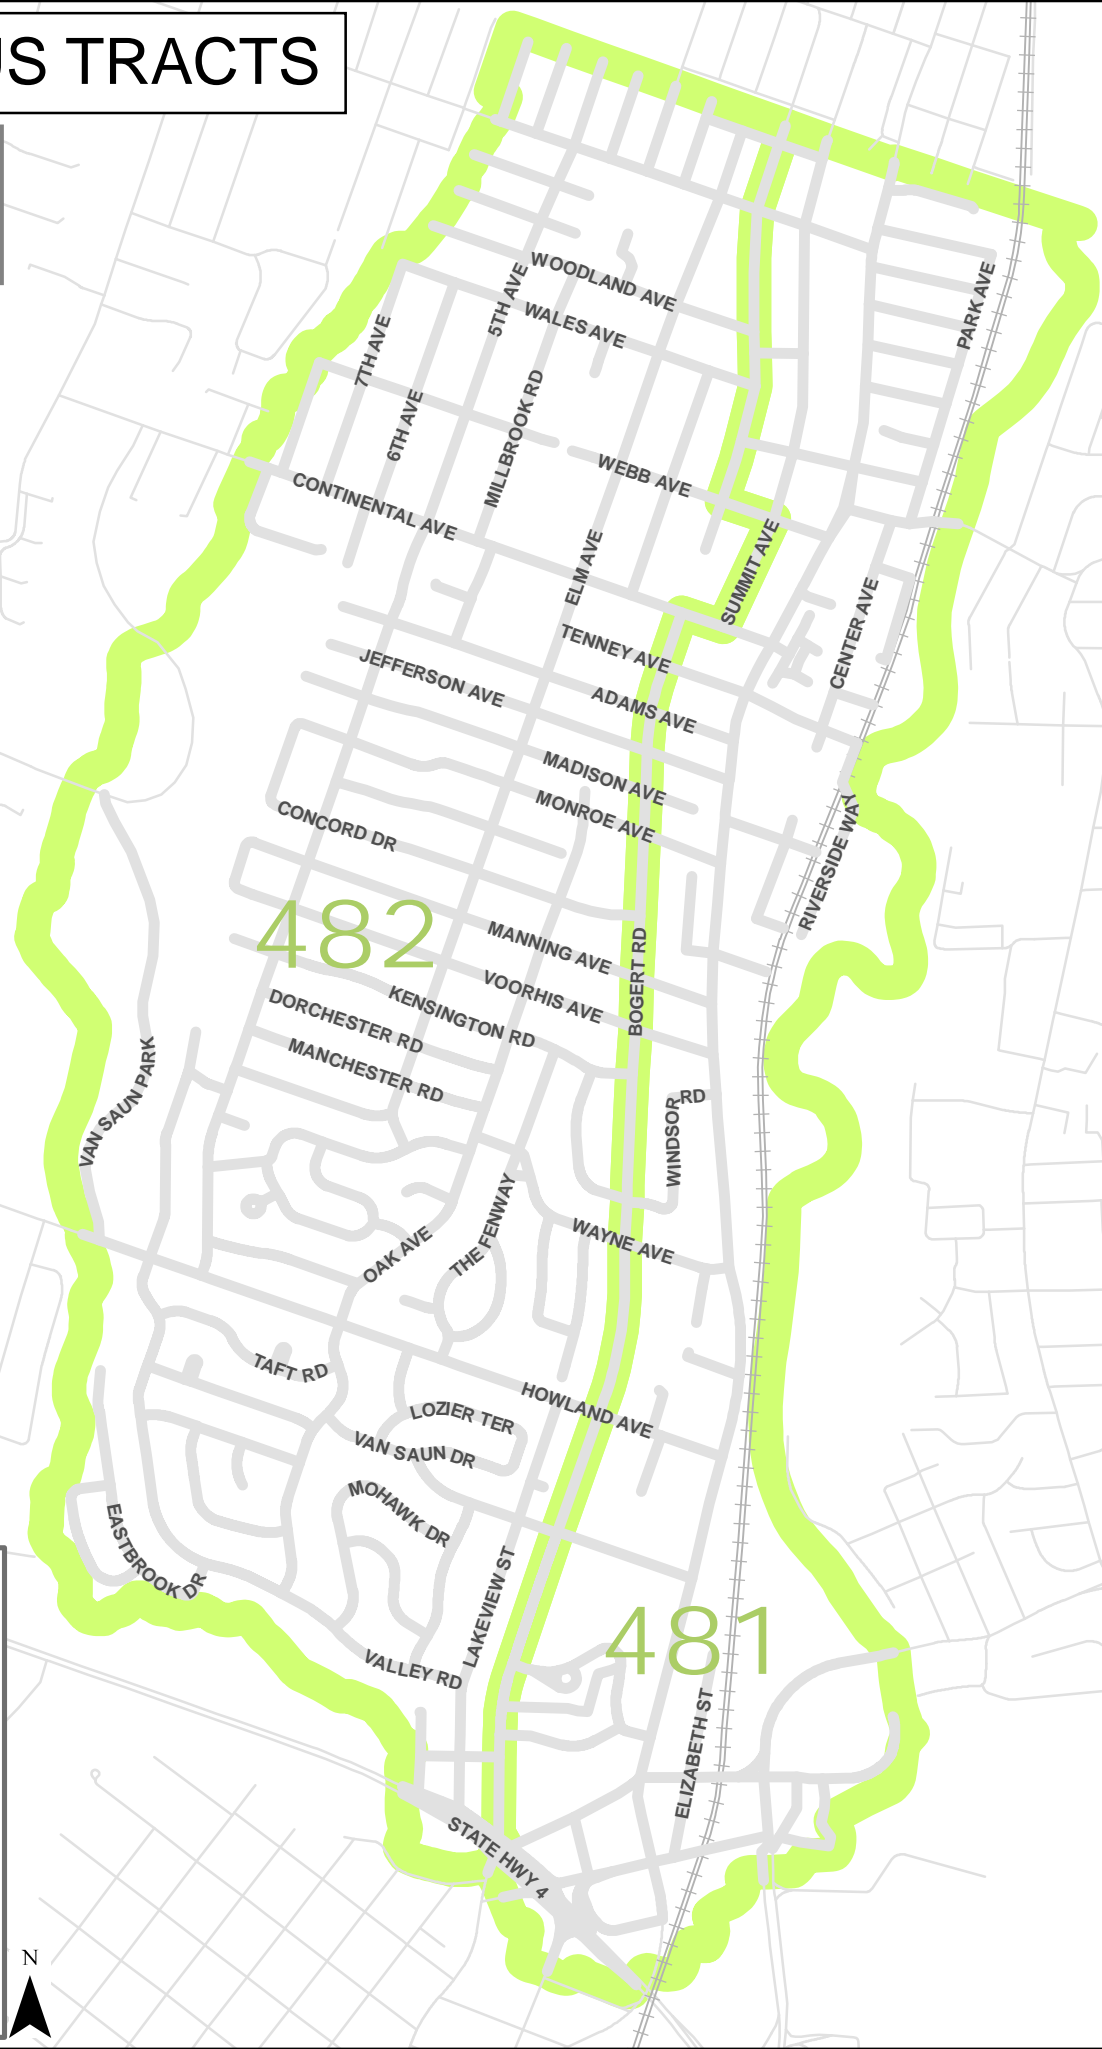 US TRACTS
WOODLAND AVE
5TH AVE
PARK AVE
WALES AVE
7TH AVE
6TH AVE
MILLBROOK RD
WEBB AVE
CONTINENTAL AVE
SUMMIT AVE
ELM AVE
CENTER AVE
TENNEY AVE
JEFFERSON AVE
ADAMS AVE
MADISON AVE
MONROE AVE
CONCORD DR
RIVERSIDE WAY
482
MANNING AVE
BOGERT RD
VOORHIS AVE
KENSINGTON RD
DORCHESTER RD
MANCHESTER RD
VAN SAUN PARK
WINDSOR RD
THE FENWAY
OAK AVE
WAYNE AVE
TAFT RD
HOWLAND AVE
LOZIER TER
VAN SAUN DR
MOHAWK DR
EASTBROOK DR
LAKEVIEW ST
481
VALLEY RD
ELIZABETH ST
STATE HWY 4
N